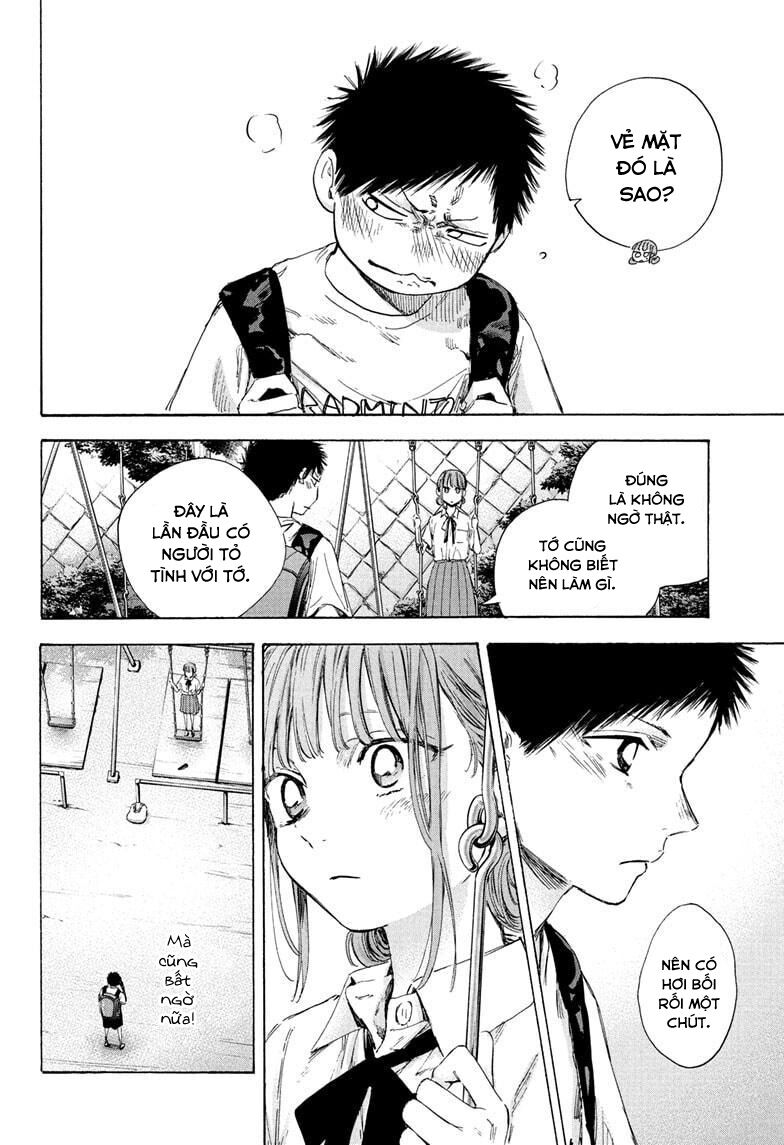 VẺ MẶT
ĐÓ LÀ
SAO?
BADMINTO
ĐÚNG
LÀ KHÔNG
NGỜ THẬT.
TỚ CŨNG
KHÔNG BIẾT
NÊN LÀM GÌ.
ĐÂY LÀ
LẦN ĐẦU CÓ
NGƯỜI TỎ
TÌNH VỚI TỚ.
NÊN CÓ
HƠI BỐI
RỐI MỘT
CHÚT.
Mà
cũng
Bất
ngờ
nữa!